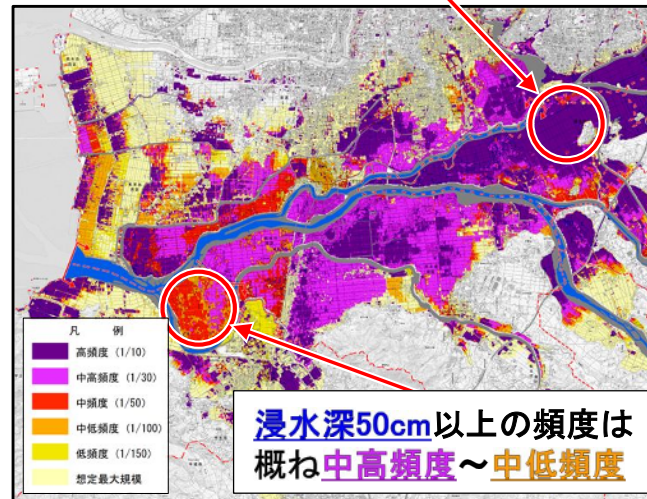 凡　例
高頻度 (1/10)
中高頻度 (1/30)
中頻度 (1/50)
中低頻度 (1/100)
低頻度 (1/150)
想定最大規模
浸水深50cm以上の頻度は
概ね中高頻度～中低頻度